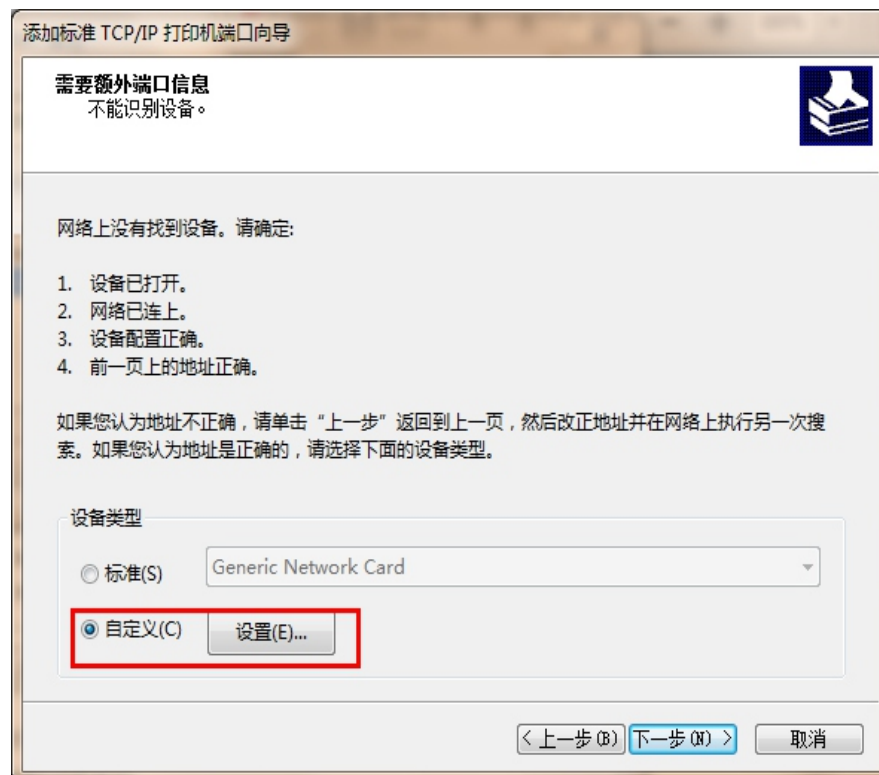 添加标准 TCP/IP 打印机端口向导
需要额外端口信息
不能识别设备。
网络上没有找到设备。请确定:
1. 设备已打开。
2. 网络已连上。
3. 设备配置正确。
4. 前一页上的地址正确。
如果您认为地址不正确，请单击“上一步”返回到上一页，然后改正地址并在网络上执行另一次搜
索。如果您认为地址是正确的，请选择下面的设备类型。
设备类型
标准(S) Generic Network Card
自定义(C) 设置(E)...
< 上一步(B) 下一步(N) > 取消